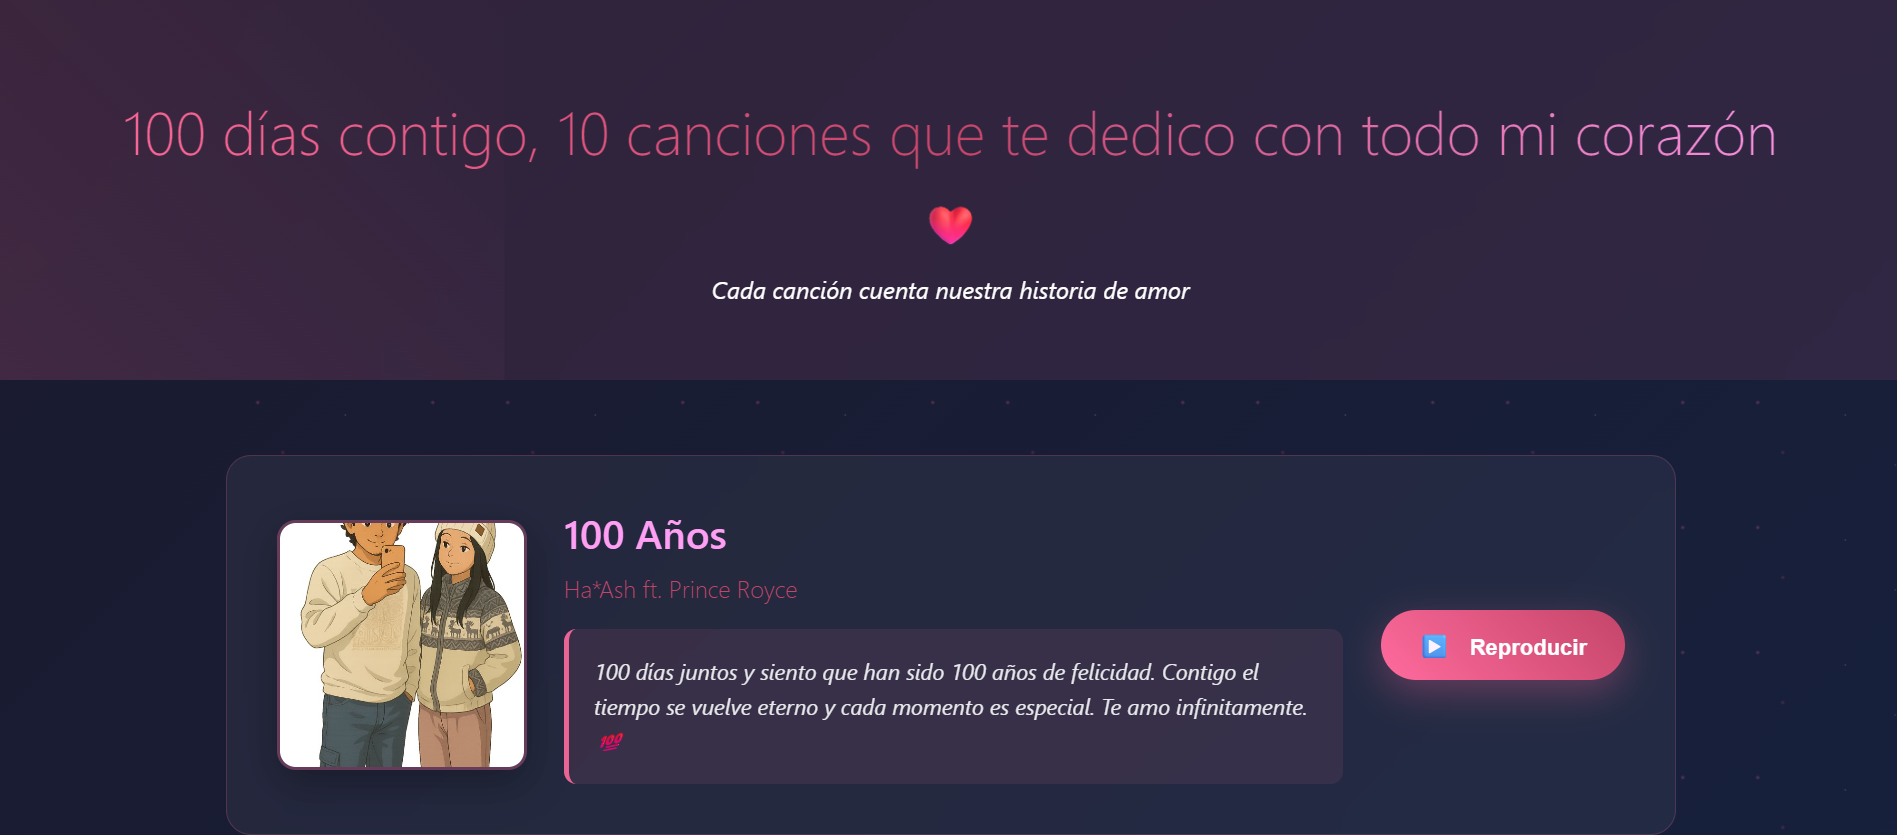 100 días contigo, 10 canciones que te dedico con todo mi corazón
❤️
Cada canción cuenta nuestra historia de amor
100 Años
Ha*Ash ft. Prince Royce
100 días juntos y siento que han sido 100 años de felicidad. Contigo el
tiempo se vuelve eterno y cada momento es especial. Te amo infinitamente.
💯
▶️ Reproducir